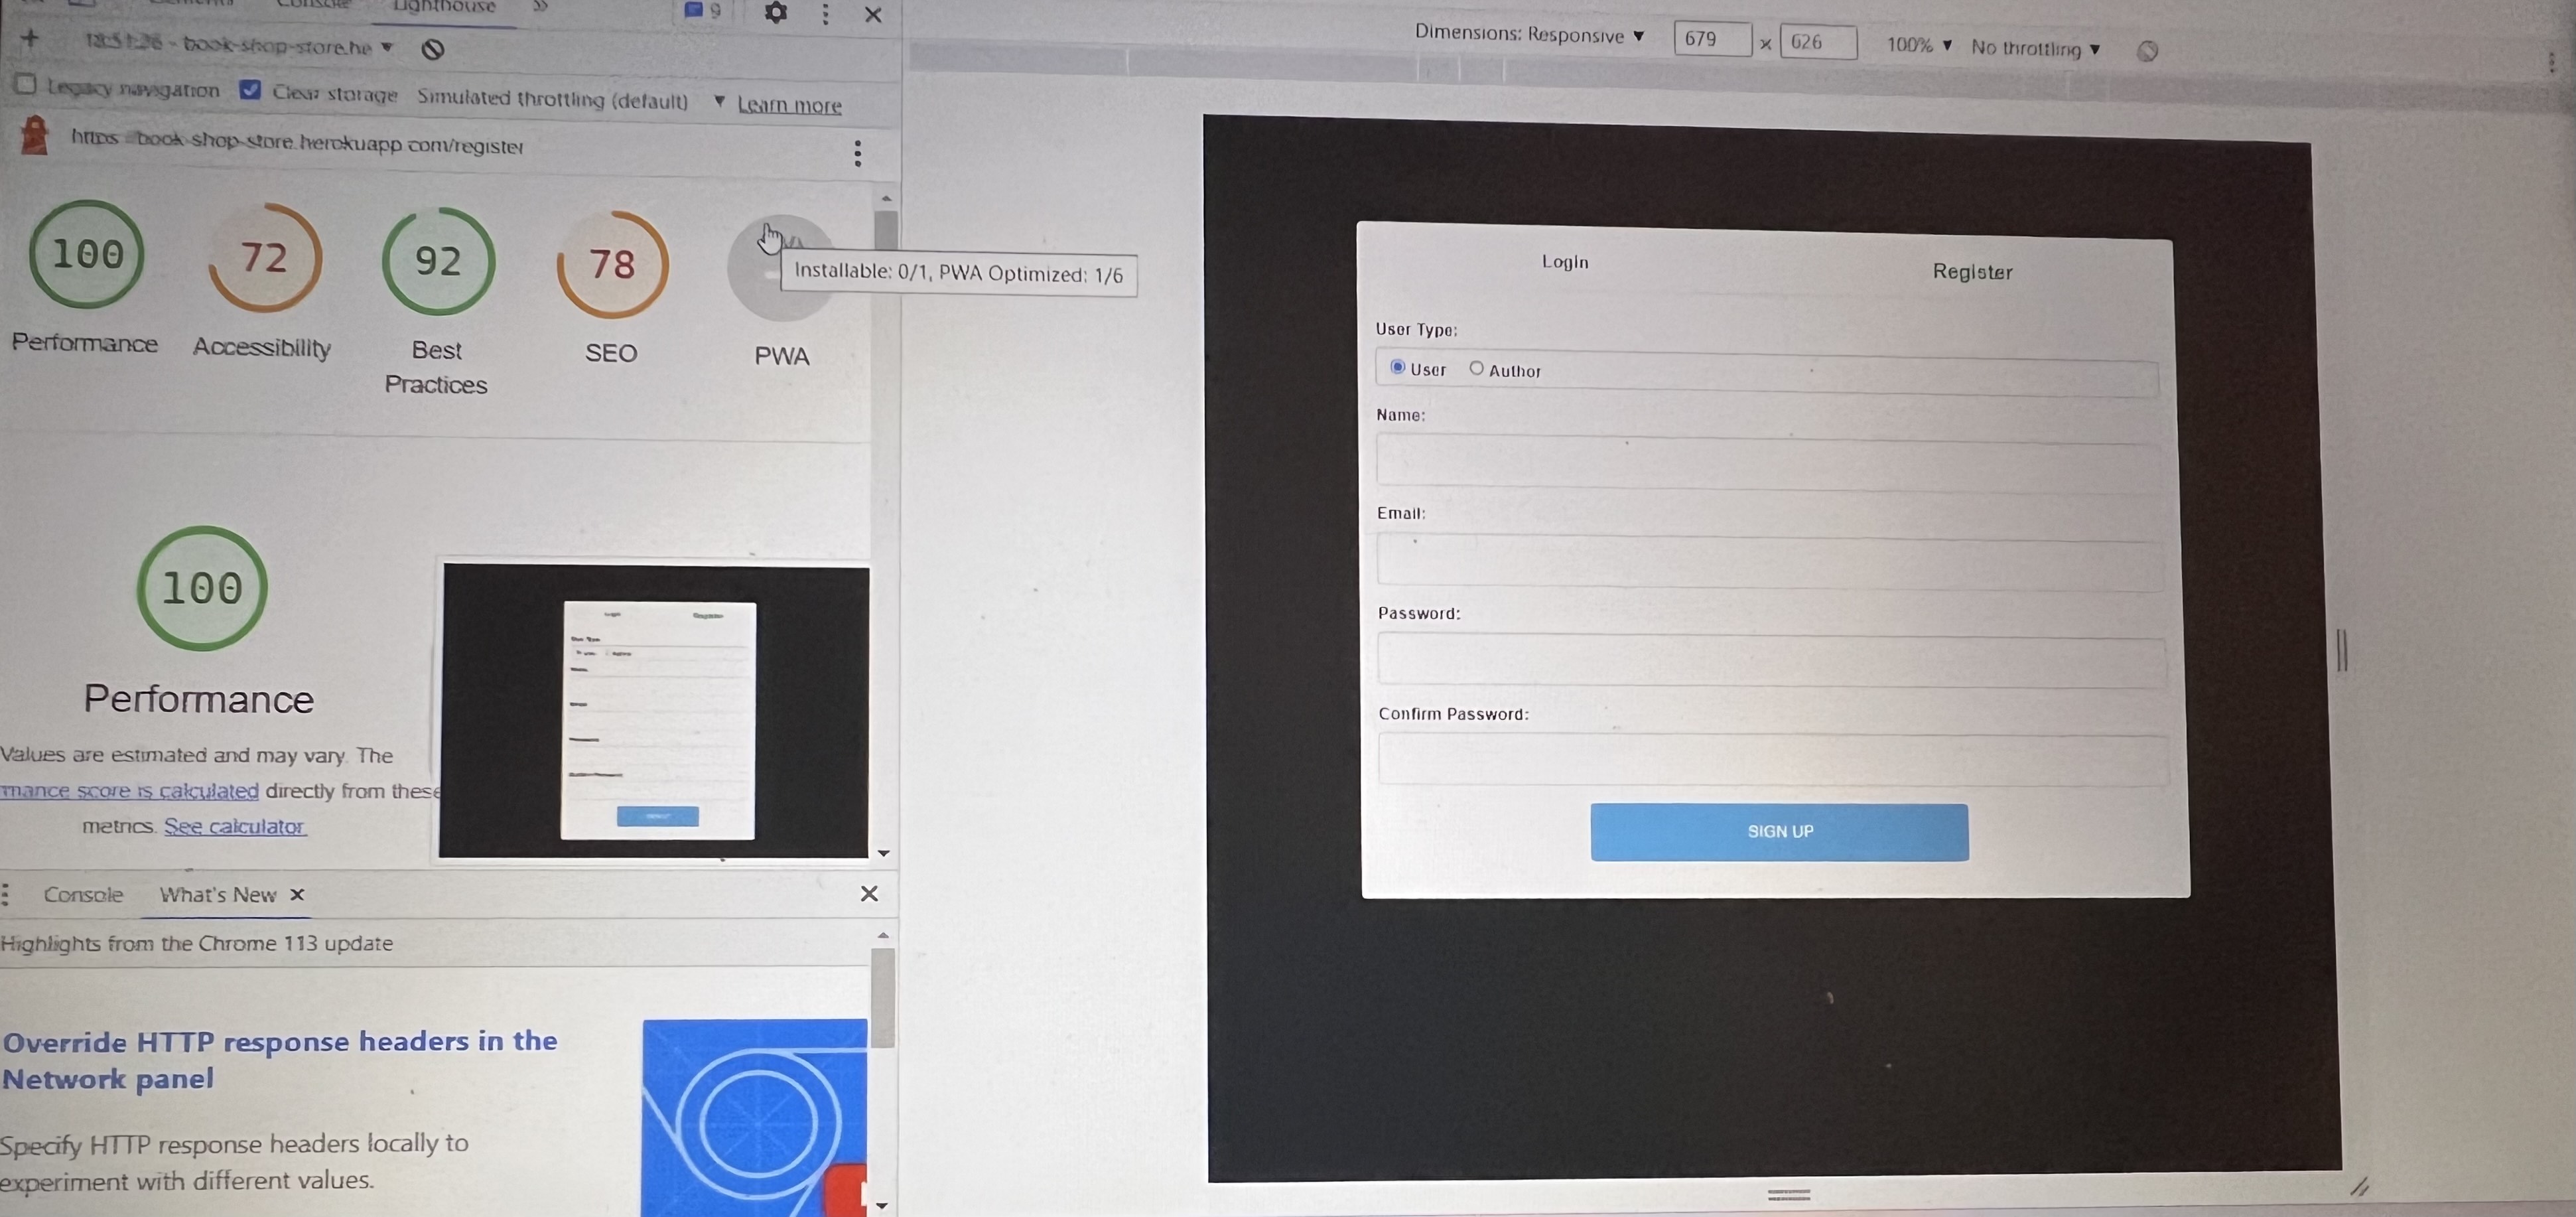 Lighthouse
9
18:51:26 - book-shop-store.he
Legacy navigation Clear storage Simulated throttling (default) Learn more
https://book-shop-store.herokuapp.com/register
100 72 92 78
Performance Accessibility Best Practices SEO PWA
Installable: 0/1, PWA Optimized: 1/6
100
Performance
Values are estimated and may vary. The
mance score is calculated directly from these
metrics. See calculator.
Console What's New
Highlights from the Chrome 113 update
Override HTTP response headers in the
Network panel
Specify HTTP response headers locally to
experiment with different values.
Dimensions: Responsive 679 x 626 100% No throttling
Login Register
User Type:
User Author
Name:
Email:
Password:
Confirm Password:
SIGN UP